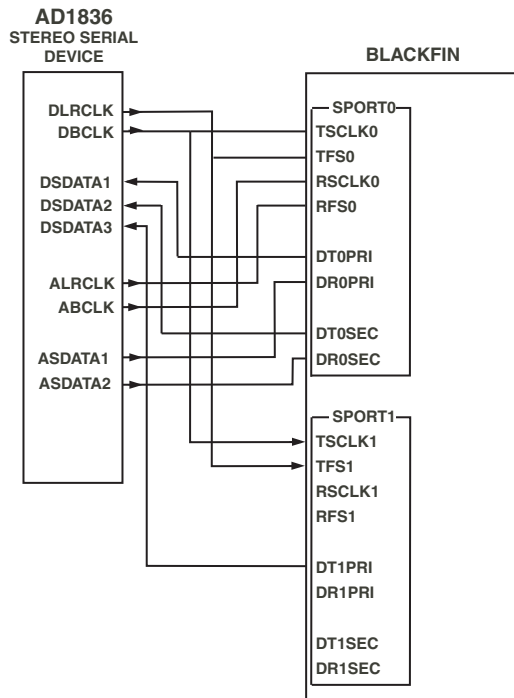 AD1836
STEREO SERIAL
DEVICE
DLRCLK
DBCLK
DSDATA1
DSDATA2
DSDATA3
ALRCLK
ABCLK
ASDATA1
ASDATA2
BLACKFIN
SPORT0
TSCLK0
TFS0
RSCLK0
RFS0
DT0PRI
DR0PRI
DT0SEC
DR0SEC
SPORT1
TSCLK1
TFS1
RSCLK1
RFS1
DT1PRI
DR1PRI
DT1SEC
DR1SEC